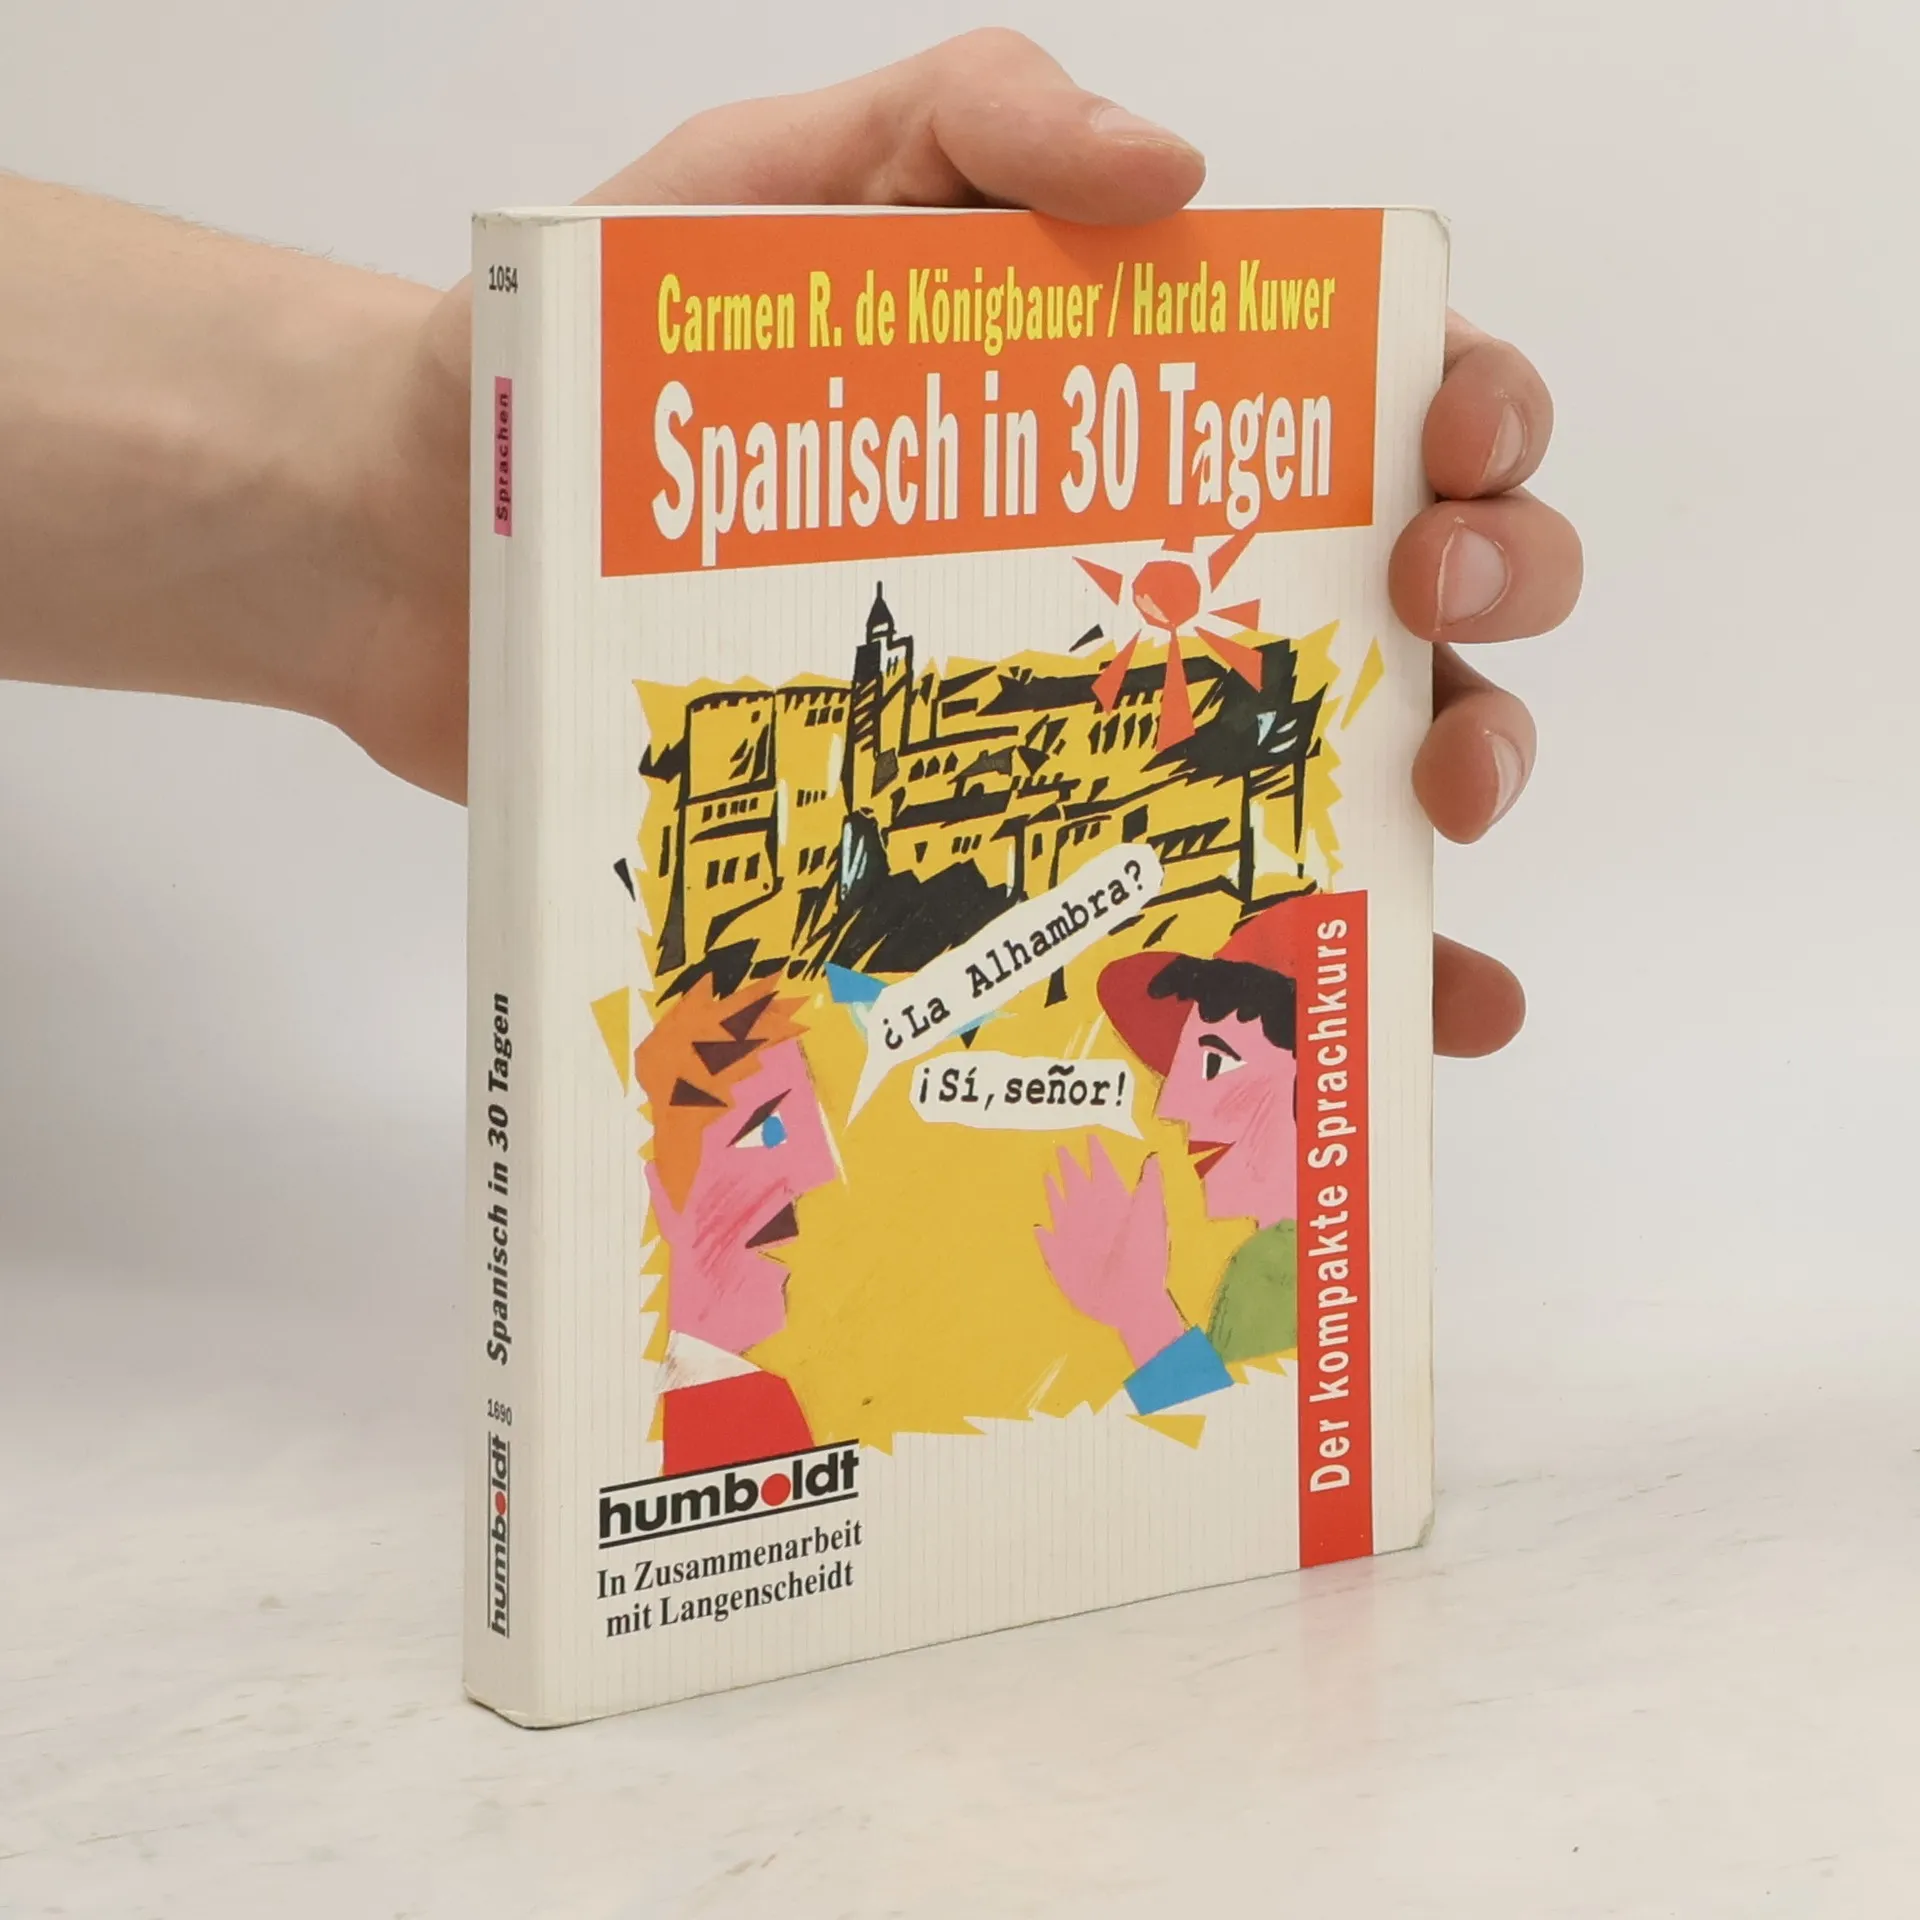 1054
Sprachen
Spanisch in 30 Tagen
1690
humboldt
Carmen R. de Königbauer / Harda Kuwer
Spanisch in 30 Tagen
¿La Alhambra?
¡Sí, señor!
Der kompakte Sprachkurs
humboldt
In Zusammenarbeit
mit Langenscheidt